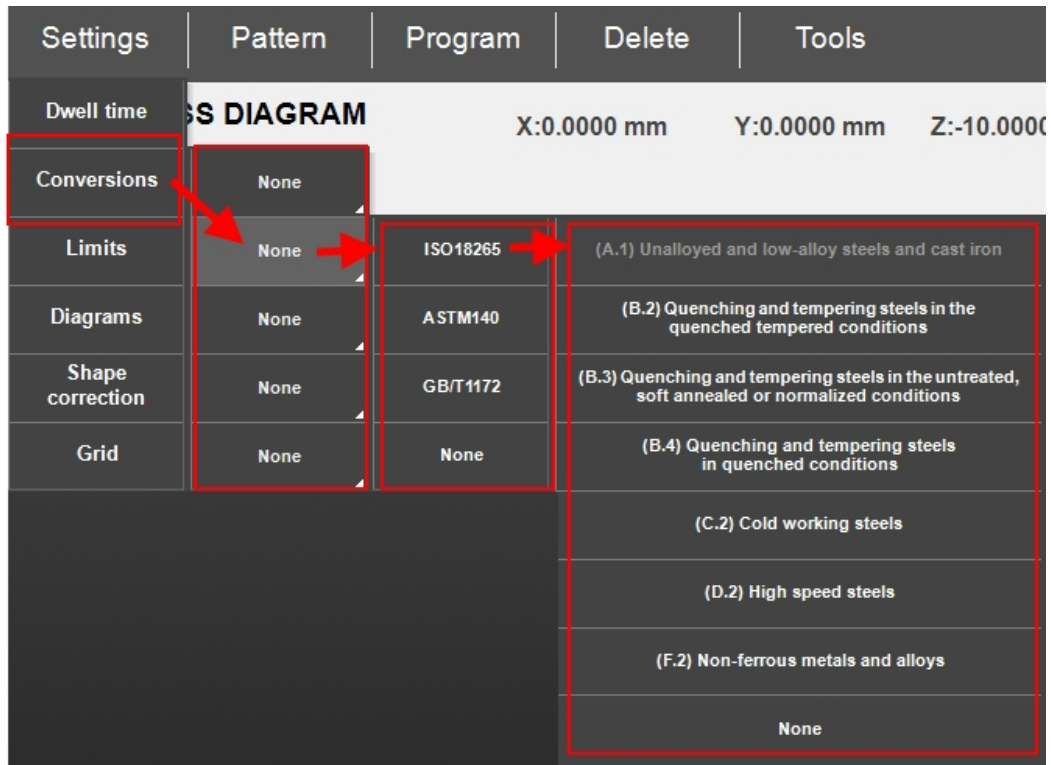 Settings
Pattern
Program
Delete
Tools
Dwell time
SS DIAGRAM
X:0.0000 mm
Y:0.0000 mm
Z:-10.0000
Conversions
None
Limits
None
ISO18265
(A.1) Unalloyed and low-alloy steels and cast iron
Diagrams
None
ASTM140
(B.2) Quenching and tempering steels in the
quenched tempered conditions
Shape
correction
None
GB/T1172
(B.3) Quenching and tempering steels in the untreated,
soft annealed or normalized conditions
Grid
None
None
(B.4) Quenching and tempering steels
in quenched conditions
(C.2) Cold working steels
(D.2) High speed steels
(F.2) Non-ferrous metals and alloys
None